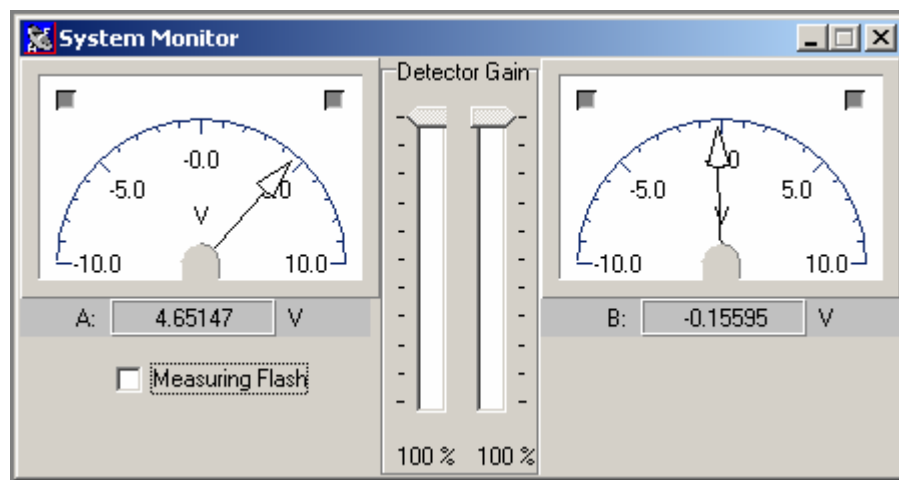 System Monitor
Detector Gain
-0.0
-5.0
V
-10.0
10.0
A: 4.65147 V
Measuring Flash
100 % 100 %
-5.0
5.0
-10.0
10.0
B: -0.15595 V